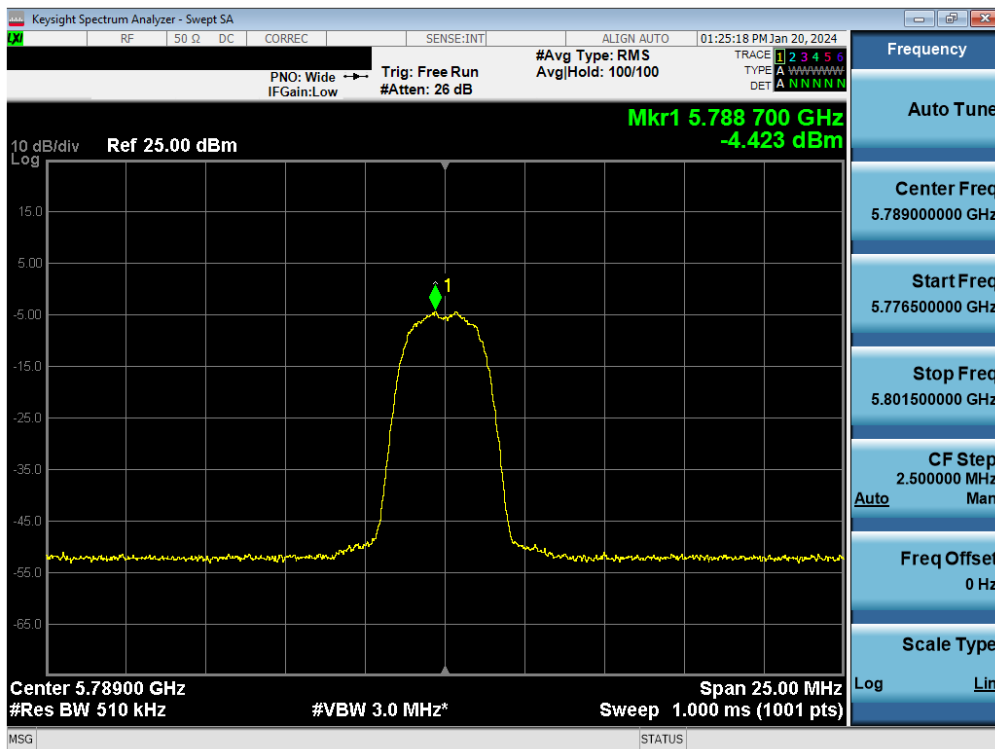 Keysight Spectrum Analyzer - Swept SA
LXI RF 50 Ω DC CORREC SENSE:INT ALIGN AUTO 01:25:18 PM Jan 20, 2024
PNO: Wide
IFGain:Low
Trig: Free Run
#Atten: 26 dB
#Avg Type: RMS
Avg|Hold: 100/100
TRACE 1 2 3 4 5 6
TYPE A WWWWW
DET A N N N N N
Mkr1 5.788 700 GHz
-4.423 dBm
10 dB/div Ref 25.00 dBm
Log
15.0
5.00
1
-5.00
-15.0
-25.0
-35.0
-45.0
-55.0
-65.0
Center 5.78900 GHz Span 25.00 MHz
#Res BW 510 kHz #VBW 3.0 MHz* Sweep 1.000 ms (1001 pts)
MSG STATUS
Frequency
Auto Tune
Center Freq
5.789000000 GHz
Start Freq
5.776500000 GHz
Stop Freq
5.801500000 GHz
CF Step
2.500000 MHz
Auto Man
Freq Offset
0 Hz
Scale Type
Log Lin